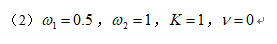 (2) ω₁ = 0.5，ω₂ = 1，K = 1，ν = 0↵